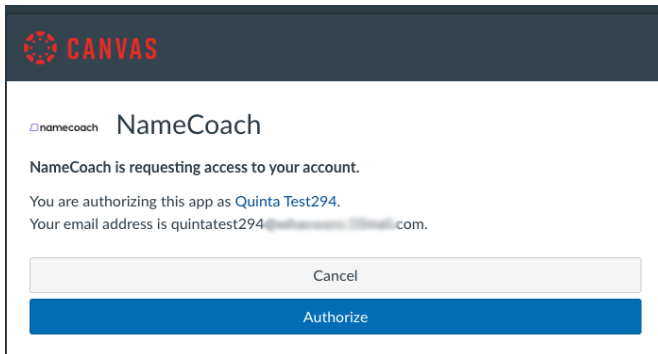 CANVAS
namecoach NameCoach
NameCoach is requesting access to your account.
You are authorizing this app as Quinta Test294.
Your email address is quintatest294 com.
Cancel
Authorize